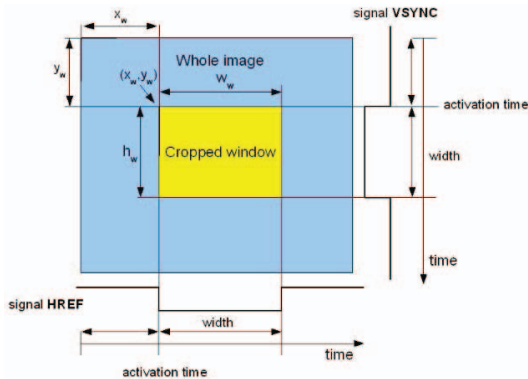 x_w
signal VSYNC
y_w
Whole image
(x_w,y_w)
w_w
activation time
h_w
Cropped window
width
time
signal HREF
width
time
activation time